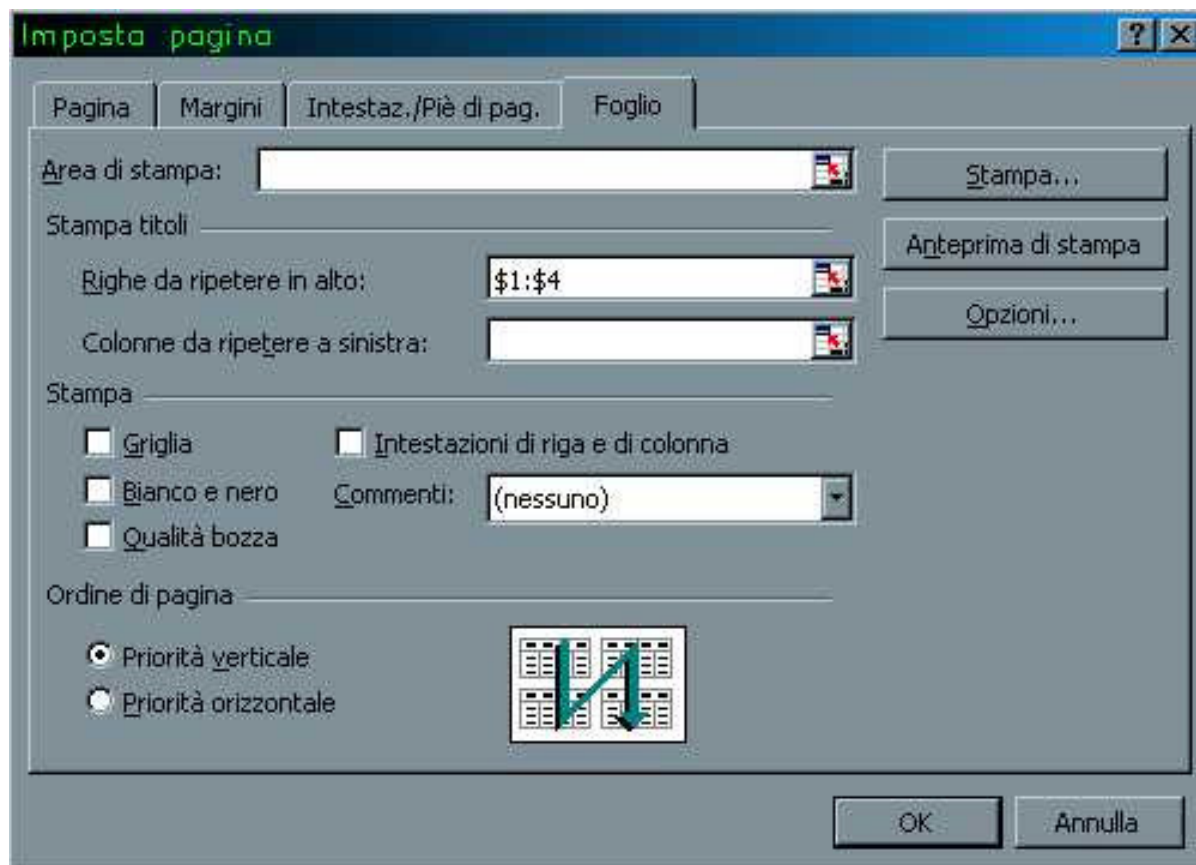 Imposta pagina
Pagina Margini Intestaz./Piè di pag. Foglio
Area di stampa:
Stampa...
Stampa titoli
Anteprima di stampa
Righe da ripetere in alto: $1:$4
Opzioni...
Colonne da ripetere a sinistra:
Stampa
Griglia Intestazioni di riga e di colonna
Bianco e nero Commenti: (nessuno)
Qualità bozza
Ordine di pagina
Priorità verticale
Priorità orizzontale
OK Annulla